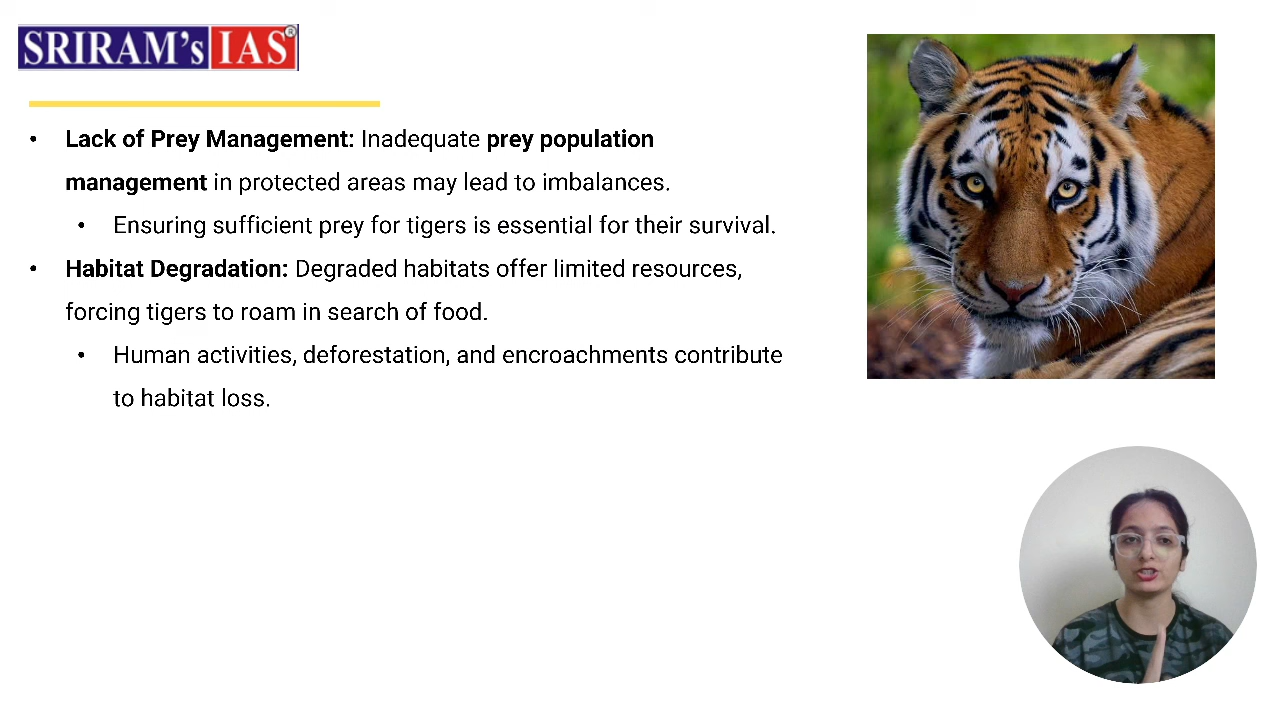 SRIRAM's IAS ®
• Lack of Prey Management: Inadequate prey population
management in protected areas may lead to imbalances.
• Ensuring sufficient prey for tigers is essential for their survival.
• Habitat Degradation: Degraded habitats offer limited resources,
forcing tigers to roam in search of food.
• Human activities, deforestation, and encroachments contribute
to habitat loss.